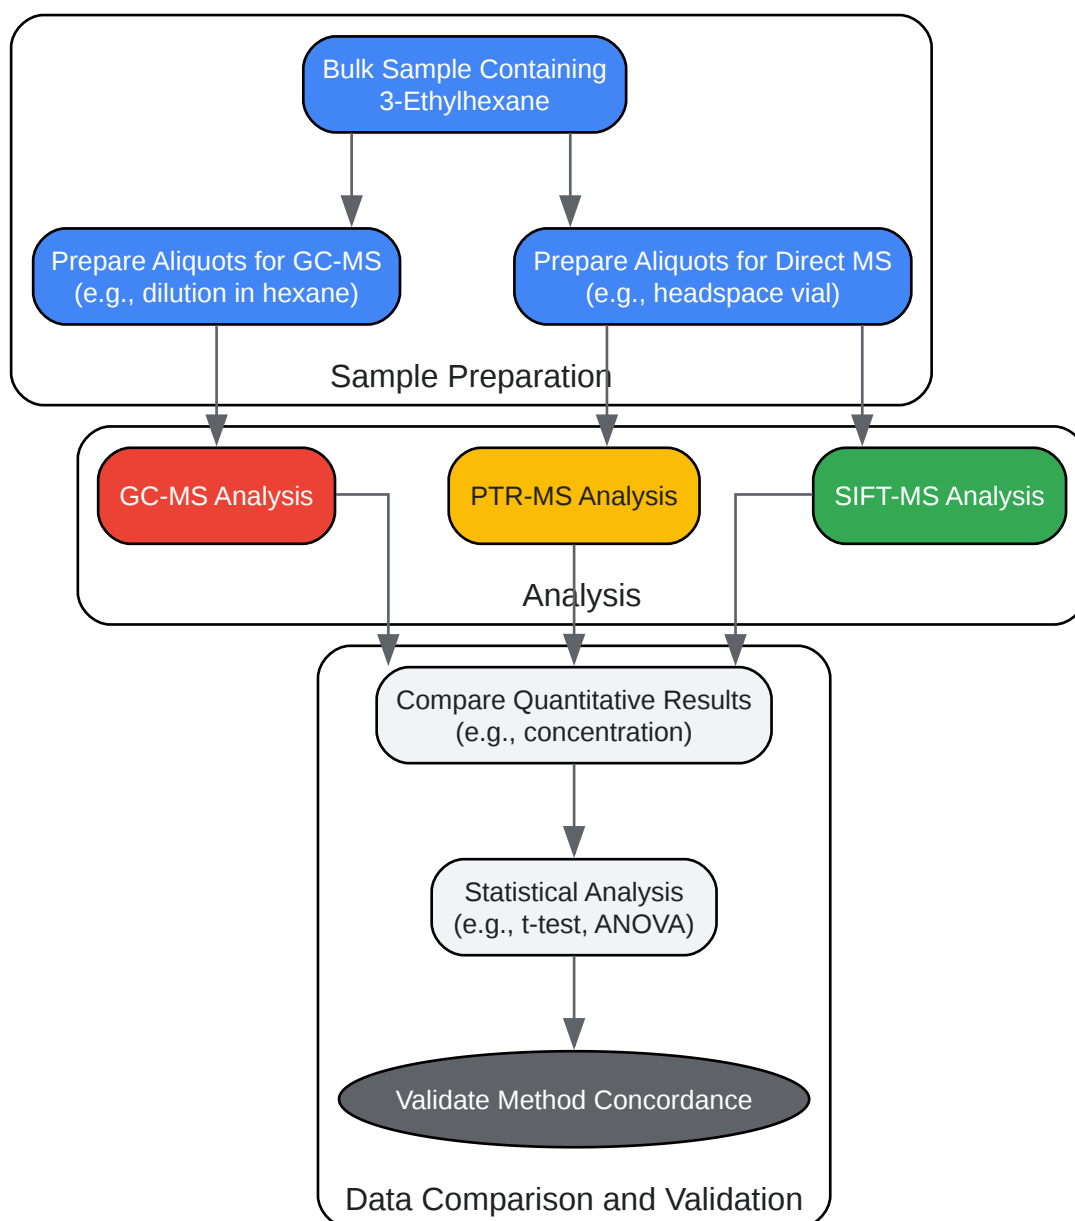 Bulk Sample Containing
3-Ethylhexane
Prepare Aliquots for GC-MS
(e.g., dilution in hexane)
Prepare Aliquots for Direct MS
(e.g., headspace vial)
Sample Preparation
GC-MS Analysis
PTR-MS Analysis
SIFT-MS Analysis
Analysis
Compare Quantitative Results
(e.g., concentration)
Statistical Analysis
(e.g., t-test, ANOVA)
Validate Method Concordance
Data Comparison and Validation